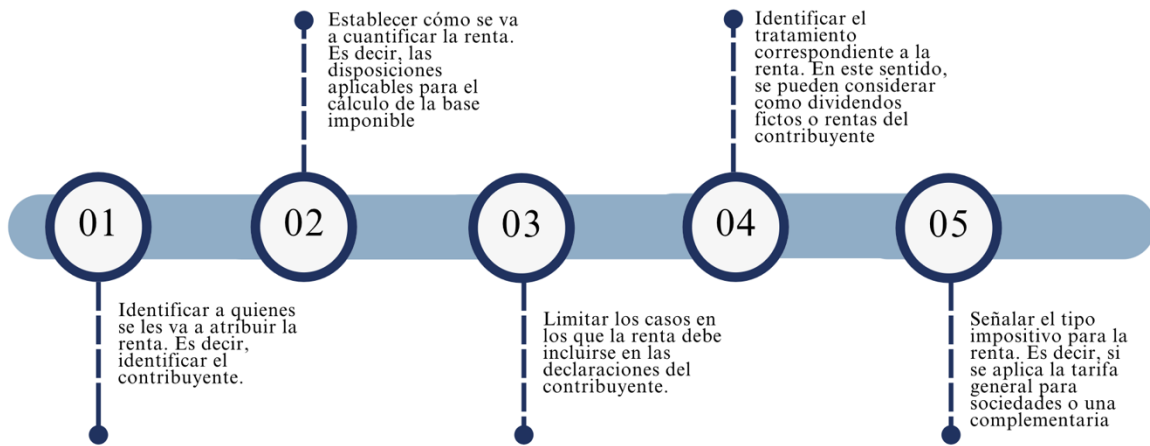 01
Identificar a quienes
se les va a atribuir la
renta. Es decir,
identificar el
contribuyente.
02
Establecer cómo se va
a cuantificar la renta.
Es decir, las
disposiciones
aplicables para el
cálculo de la base
imponible
03
Limitar los casos en
los que la renta debe
incluirse en las
declaraciones del
contribuyente.
04
Identificar el
tratamiento
correspondiente a la
renta. En este sentido,
se pueden considerar
como dividendos
fictos o rentas del
contribuyente
05
Señalar el tipo
impositivo para la
renta. Es decir, si
se aplica la tarifa
general para
sociedades o una
complementaria